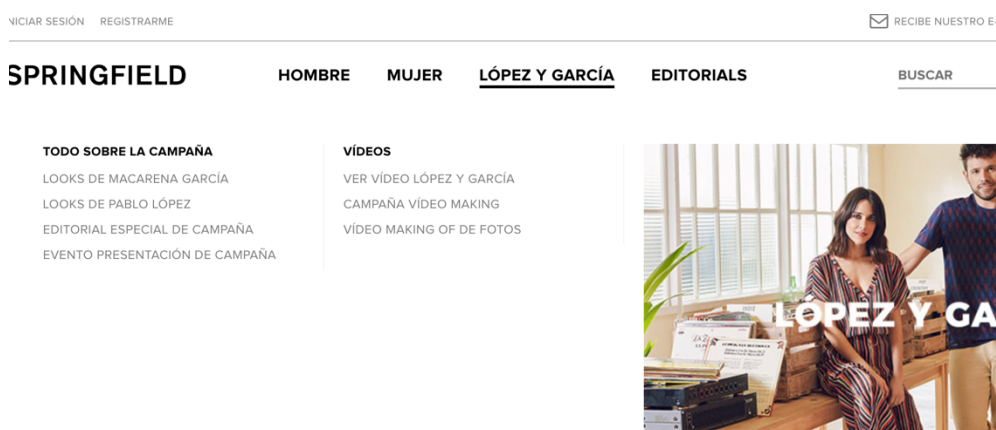 NICIAR SESIÓN REGISTRARME
RECIBE NUESTRO E-
SPRINGFIELD
HOMBRE MUJER LÓPEZ Y GARCÍA EDITORIALS
BUSCAR
TODO SOBRE LA CAMPAÑA
LOOKS DE MACARENA GARCÍA
LOOKS DE PABLO LÓPEZ
EDITORIAL ESPECIAL DE CAMPAÑA
EVENTO PRESENTACIÓN DE CAMPAÑA
VÍDEOS
VER VÍDEO LÓPEZ Y GARCÍA
CAMPAÑA VÍDEO MAKING
VÍDEO MAKING OF DE FOTOS
LÓPEZ Y GA